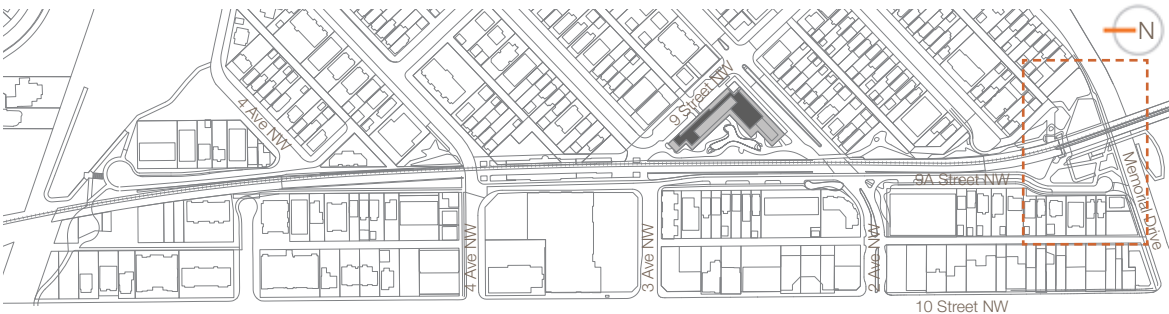 N
4 Ave NW
9 Street NW
Memorial Drive
9A Street NW
4 Ave NW
3 Ave NW
2 Ave NW
10 Street NW